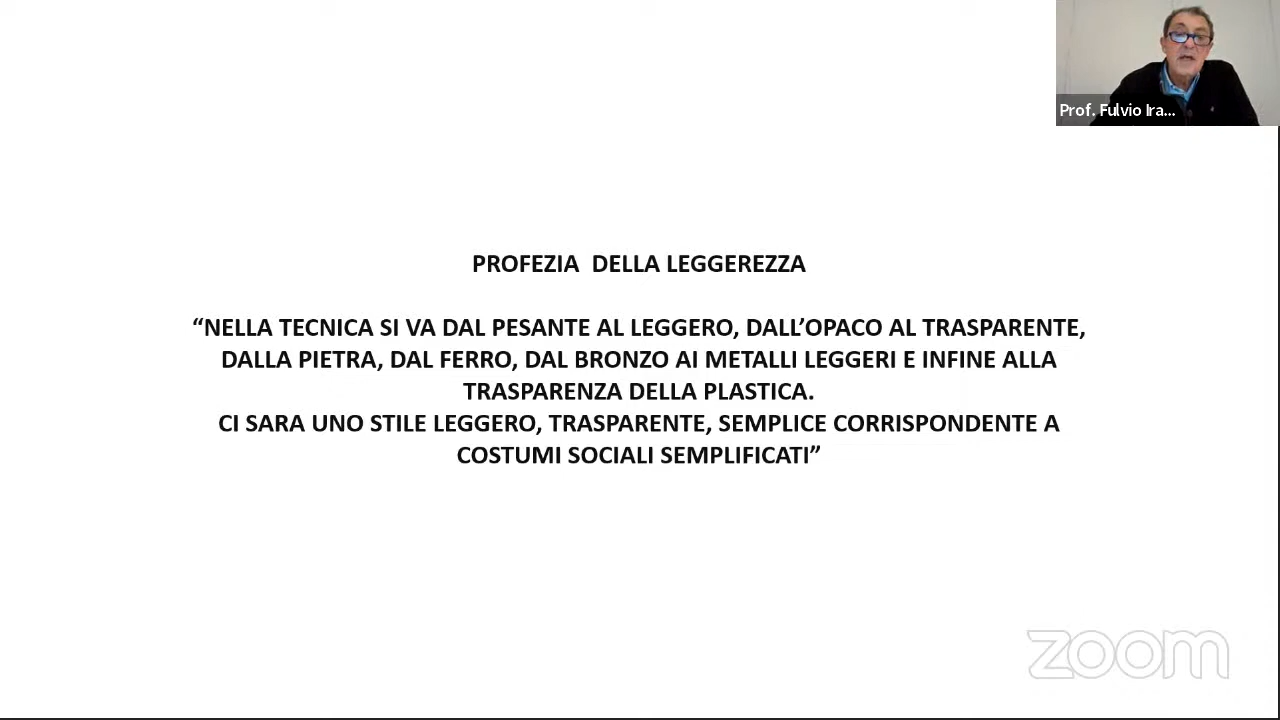 Prof. Fulvio Ira...
PROFEZIA DELLA LEGGEREZZA
“NELLA TECNICA SI VA DAL PESANTE AL LEGGERO, DALL’OPACO AL TRASPARENTE,
DALLA PIETRA, DAL FERRO, DAL BRONZO AI METALLI LEGGERI E INFINE ALLA
TRASPARENZA DELLA PLASTICA.
CI SARA UNO STILE LEGGERO, TRASPARENTE, SEMPLICE CORRISPONDENTE A
COSTUMI SOCIALI SEMPLIFICATI”
zoom